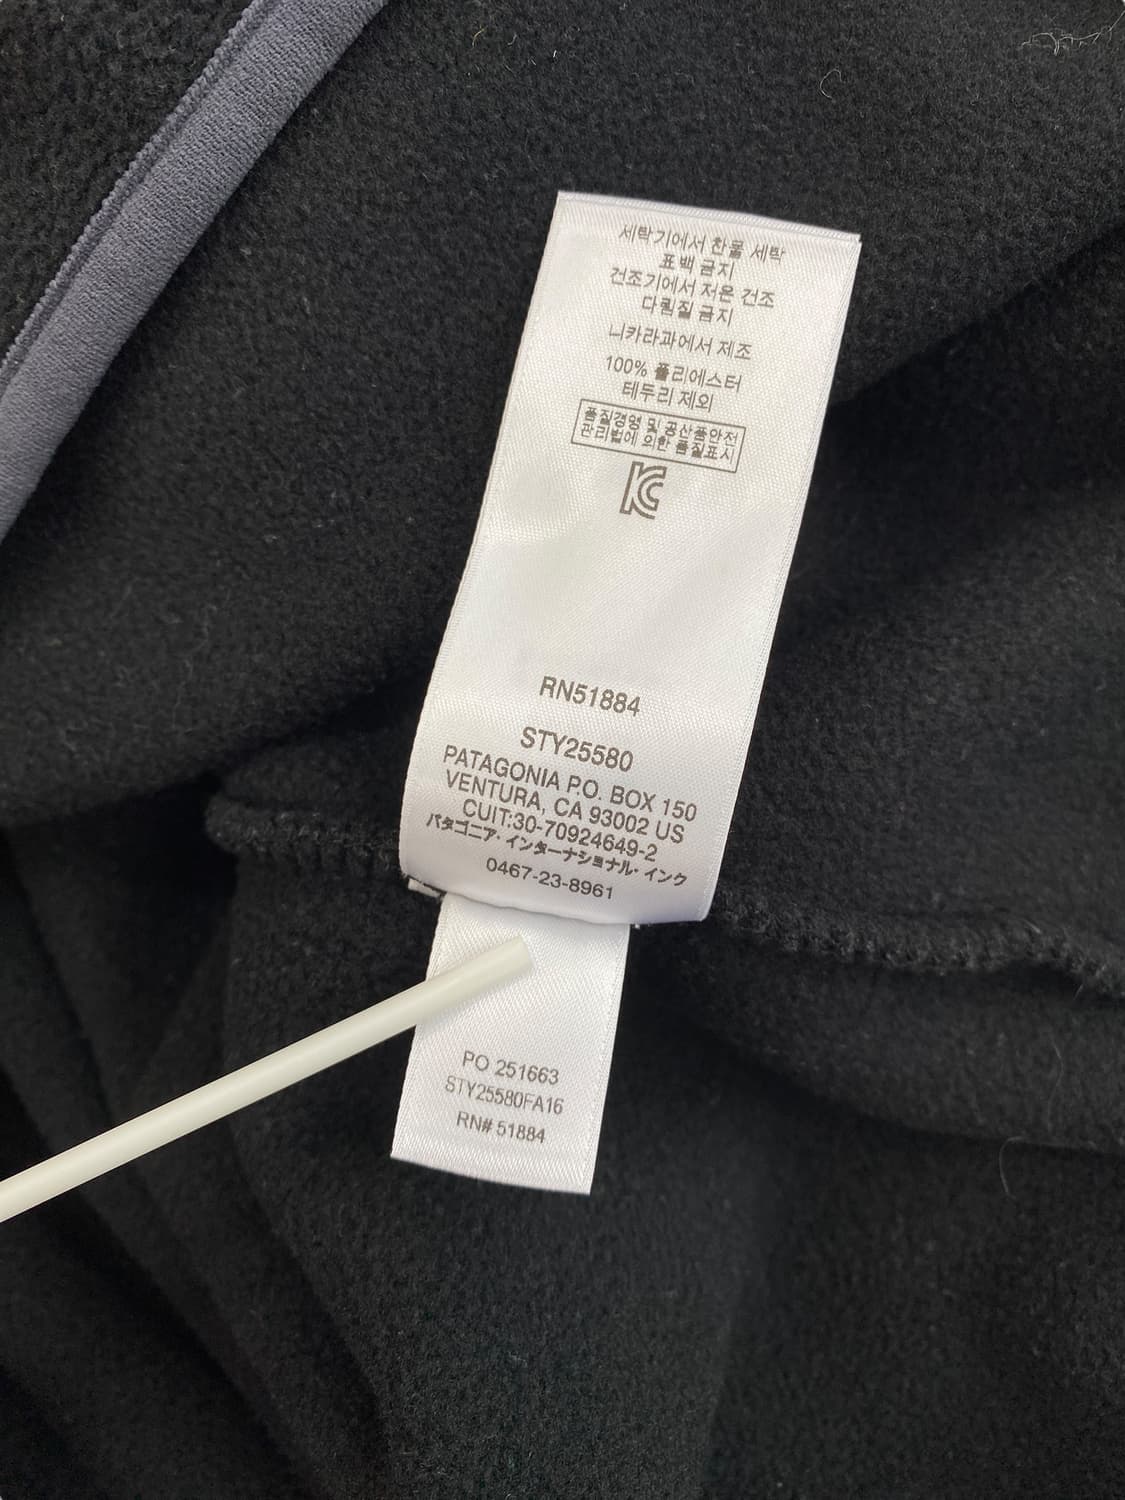 세탁기에서 찬물 세탁
표백 금지
건조기에서 저온 건조
다림질 금지
니카라과에서 제조
100% 폴리에스터
테두리 제외
품질경영 및 공산품안전
관리법에 의한 품질표시
KC
RN51884
STY25580
PATAGONIA P.O. BOX 150
VENTURA, CA 93002 US
CUIT:30-70924649-2
パタゴニア・インターナショナル・インク
0467-23-8961
PO 251663
STY25580FA16
RN# 51884